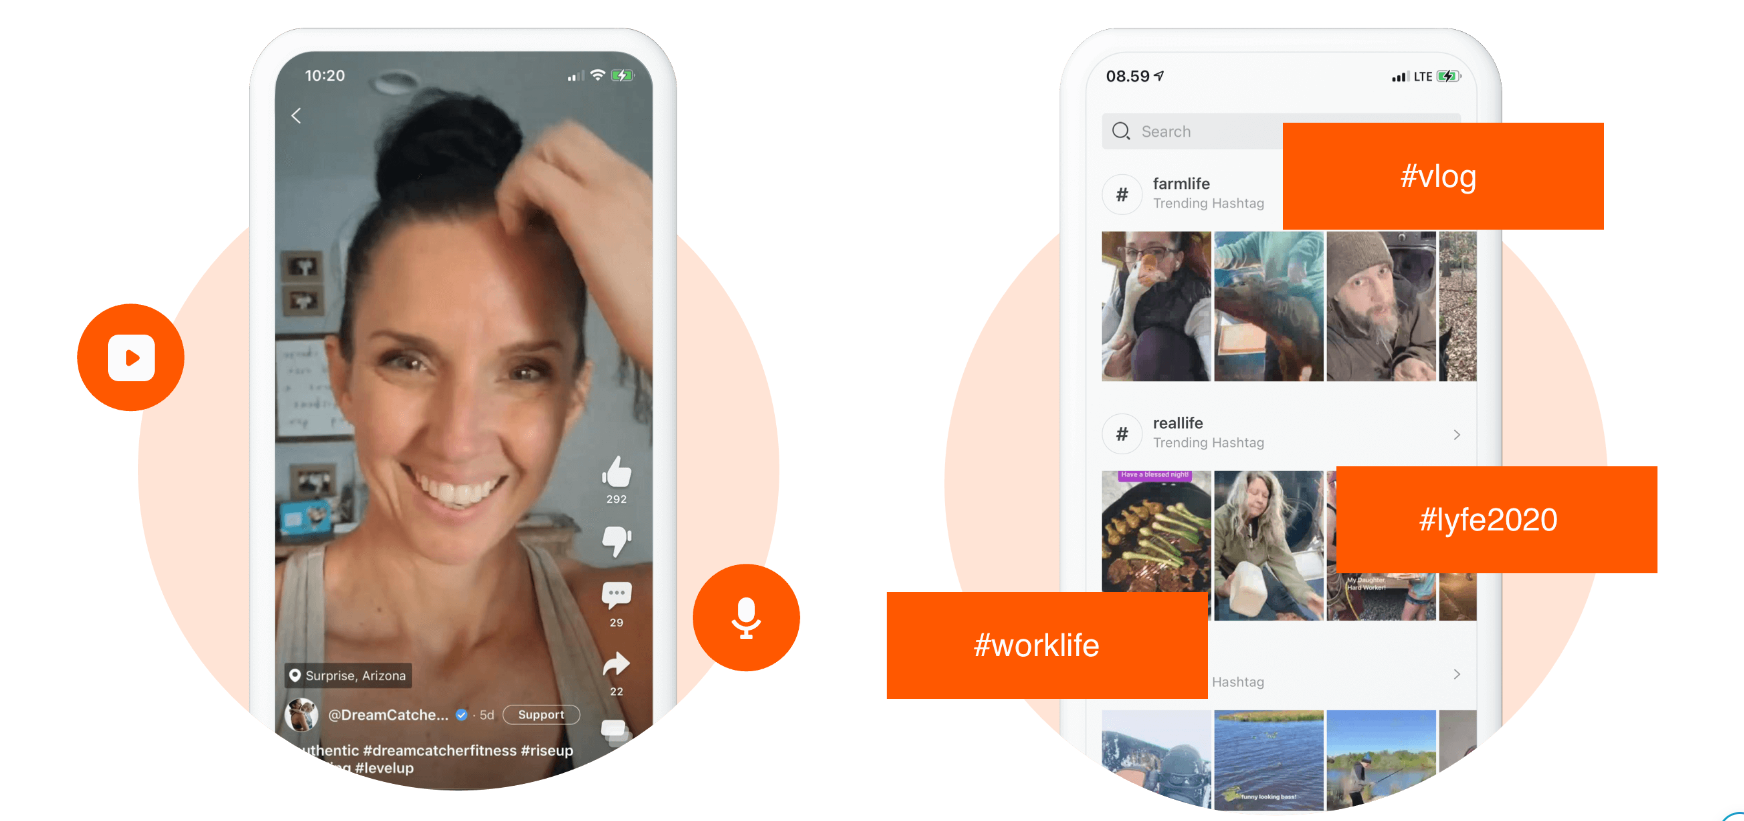 10:20
292
29
22
Surprise, Arizona
@DreamCatche... · 5d Support
uthentic #dreamcatcherfitness #riseup
#levelup
08.59 LTE
Search
#vlog
# farmlife
Trending Hashtag
# reallife
Trending Hashtag
Have a blessed night!
#lyfe2020
My Daughter
Hard Worker!
#worklife
Hashtag
funny looking bass!